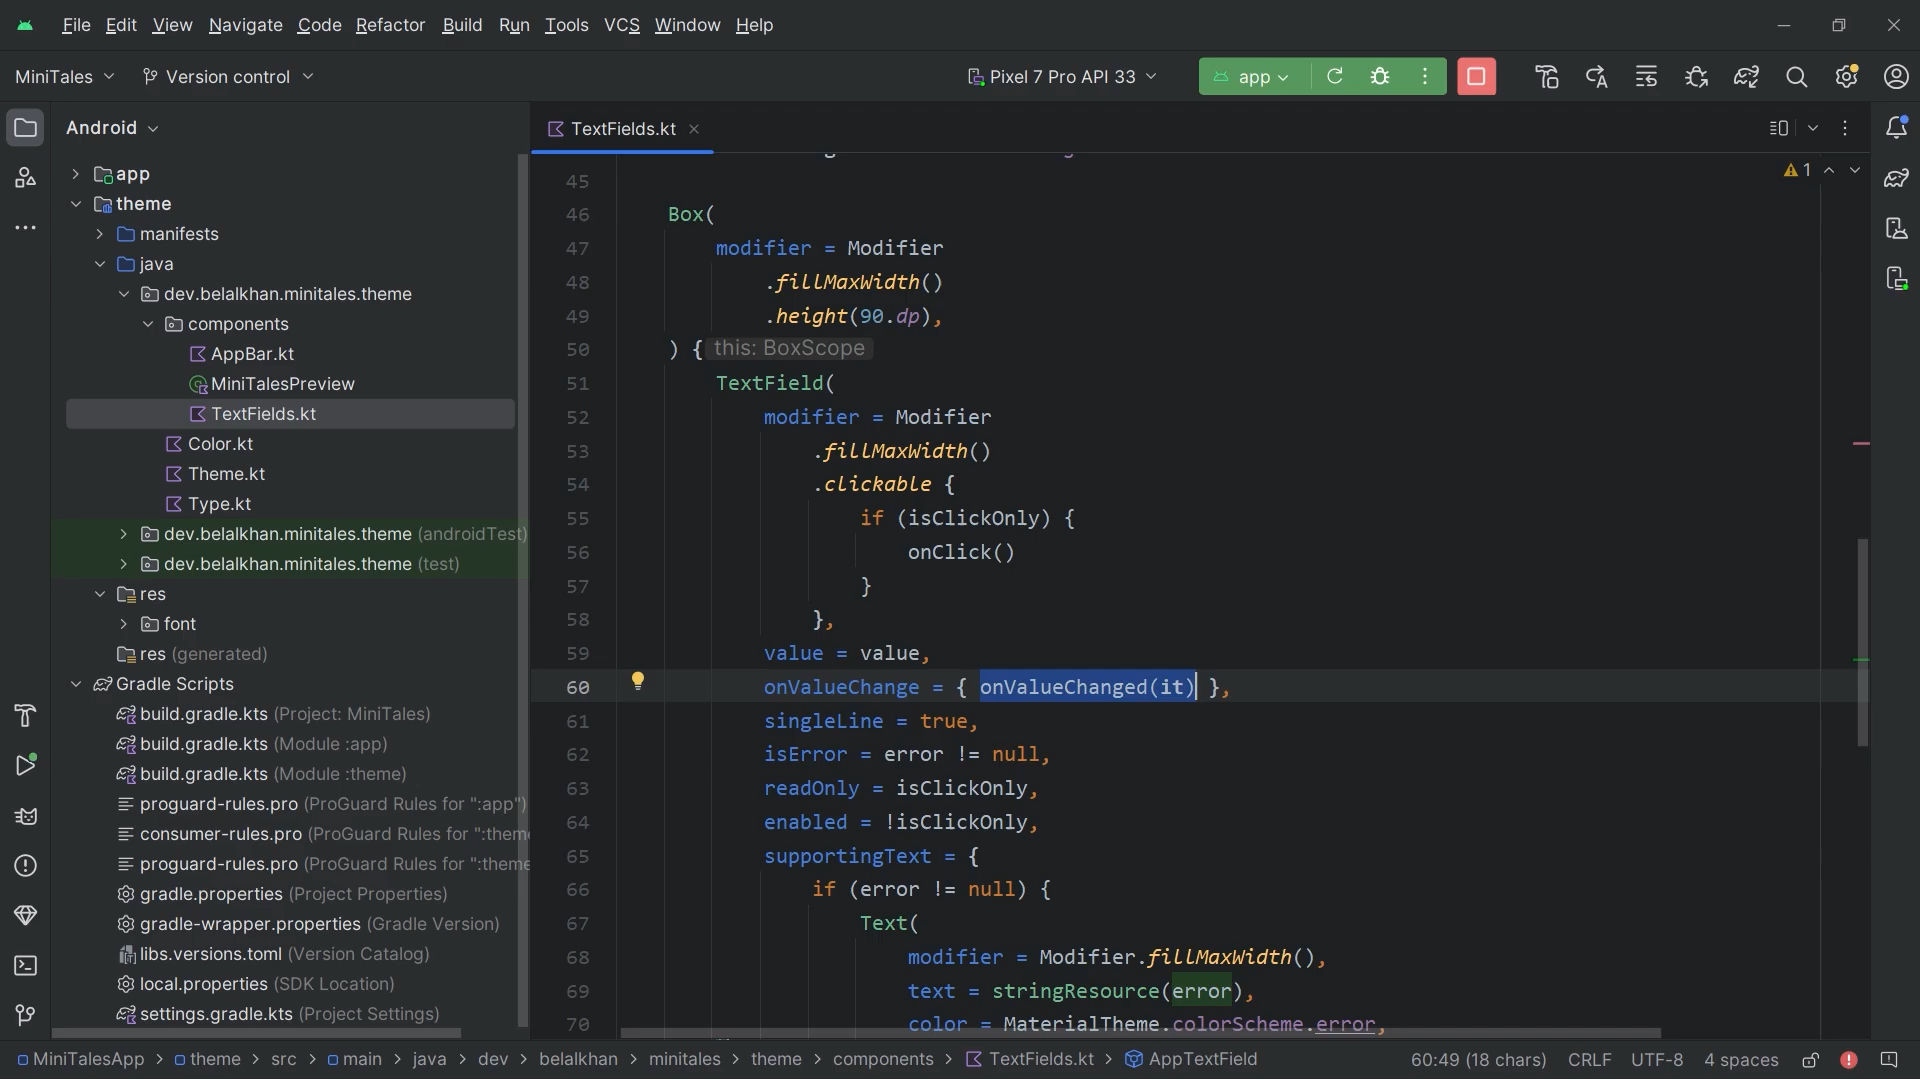 File Edit View Navigate Code Refactor Build Run Tools VCS Window Help
MiniTales Version control Pixel 7 Pro API 33 app
Android
TextFields.kt
1
app
theme
manifests
java
dev.belalkhan.minitales.theme
components
AppBar.kt
MiniTalesPreview
TextFields.kt
Color.kt
Theme.kt
Type.kt
dev.belalkhan.minitales.theme (androidTest)
dev.belalkhan.minitales.theme (test)
res
font
res (generated)
Gradle Scripts
build.gradle.kts (Project: MiniTales)
build.gradle.kts (Module :app)
build.gradle.kts (Module :theme)
proguard-rules.pro (ProGuard Rules for ":app")
consumer-rules.pro (ProGuard Rules for ":theme
proguard-rules.pro (ProGuard Rules for ":theme
gradle.properties (Project Properties)
gradle-wrapper.properties (Gradle Version)
libs.versions.toml (Version Catalog)
local.properties (SDK Location)
settings.gradle.kts (Project Settings)
45
46 Box(
47 modifier = Modifier
48 .fillMaxWidth()
49 .height(90.dp),
50 ) { this: BoxScope
51 TextField(
52 modifier = Modifier
53 .fillMaxWidth()
54 .clickable {
55 if (isClickOnly) {
56 onClick()
57 }
58 },
59 value = value,
60 onValueChange = { onValueChanged(it) },
61 singleLine = true,
62 isError = error != null,
63 readOnly = isClickOnly,
64 enabled = !isClickOnly,
65 supportingText = {
66 if (error != null) {
67 Text(
68 modifier = Modifier.fillMaxWidth(),
69 text = stringResource(error),
70 color = MaterialTheme.colorScheme.error,
MiniTalesApp > theme > src > main > java > dev > belalkhan > minitales > theme > components > TextFields.kt > AppTextField 60:49 (18 chars) CRLF UTF-8 4 spaces